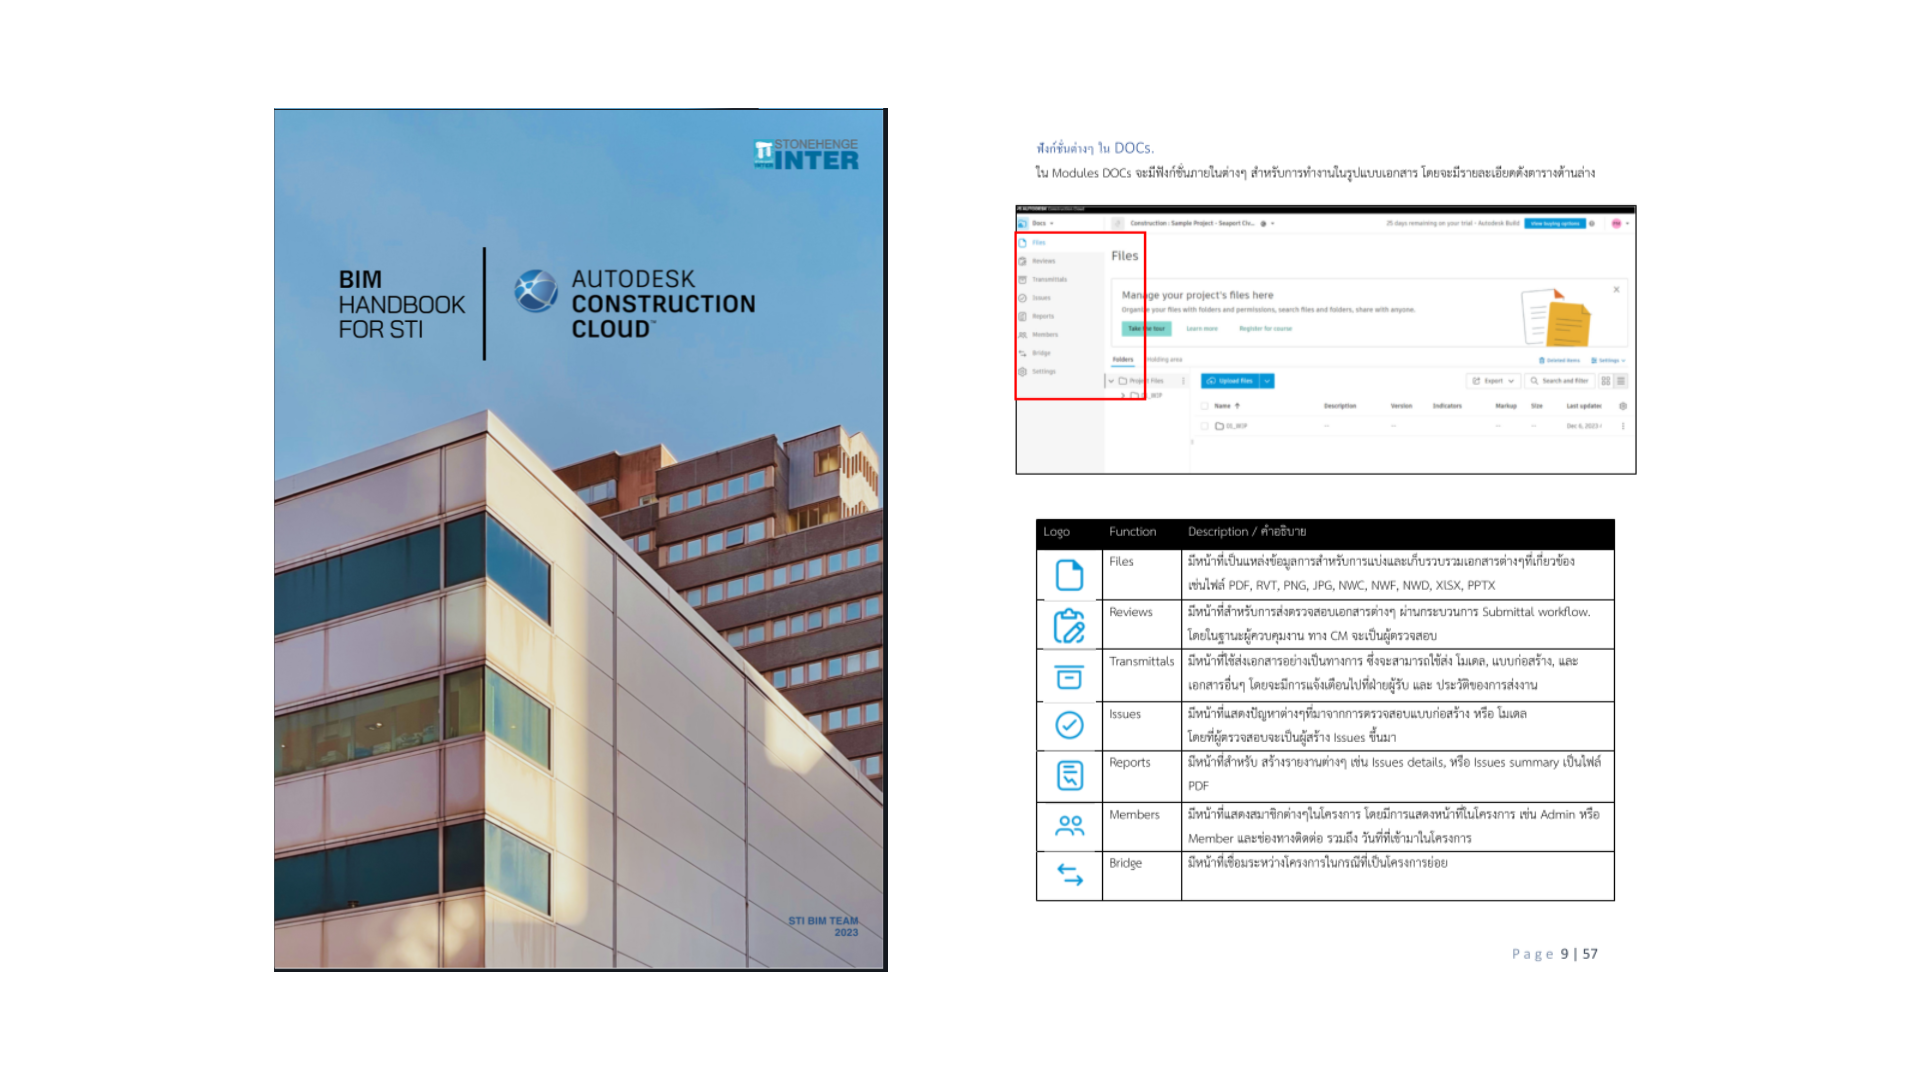 STONEHENGE
INTER
BIM
HANDBOOK
FOR STI
AUTODESK
CONSTRUCTION
CLOUD™
STI BIM TEAM
2023
ฟังก์ชั่นต่างๆ ใน DOCs.
ใน Modules DOCs จะมีฟังก์ชั่นภายในต่างๆ สำหรับการทำงานในรูปแบบเอกสาร โดยจะมีรายละเอียดดังตารางด้านล่าง
Docs
Construction : Sample Project - Seaport Civ...
25 days remaining on your trial - Autodesk Build
View buying options
Files
Reviews
Transmittals
Issues
Reports
Members
Bridge
Settings
Files
Manage your project's files here
Organize your files with folders and permissions, search files and folders, share with anyone.
Take the tour
Learn more
Register for course
Folders
Holding area
Deleted items
Settings
Project Files
01_WIP
Upload files
Export
Search and filter
Name
Description
Version
Indicators
Markup
Size
Last updated
01_WIP
Dec 6, 2023
Logo Function Description / คำอธิบาย
Files มีหน้าที่เป็นแหล่งข้อมูลการสำหรับการแบ่งและเก็บรวบรวมเอกสารต่างๆที่เกี่ยวข้อง
เช่นไฟล์ PDF, RVT, PNG, JPG, NWC, NWF, NWD, XlSX, PPTX
Reviews มีหน้าที่สำหรับการส่งตรวจสอบเอกสารต่างๆ ผ่านกระบวนการ Submittal workflow.
โดยในฐานะผู้ควบคุมงาน ทาง CM จะเป็นผู้ตรวจสอบ
Transmittals มีหน้าที่ใช้ส่งเอกสารอย่างเป็นทางการ ซึ่งจะสามารถใช้ส่ง โมเดล, แบบก่อสร้าง, และ
เอกสารอื่นๆ โดยจะมีการแจ้งเตือนไปที่ฝ่ายผู้รับ และ ประวัติของการส่งงาน
Issues มีหน้าที่แสดงปัญหาต่างๆที่มาจากการตรวจสอบแบบก่อสร้าง หรือ โมเดล
โดยที่ผู้ตรวจสอบจะเป็นผู้สร้าง Issues ขึ้นมา
Reports มีหน้าที่สำหรับ สร้างรายงานต่างๆ เช่น Issues details, หรือ Issues summary เป็นไฟล์
PDF
Members มีหน้าที่แสดงสมาชิกต่างๆในโครงการ โดยมีการแสดงหน้าที่ในโครงการ เช่น Admin หรือ
Member และช่องทางติดต่อ รวมถึง วันที่ที่เข้ามาในโครงการ
Bridge มีหน้าที่เชื่อมระหว่างโครงการในกรณีที่เป็นโครงการย่อย
Page 9 | 57